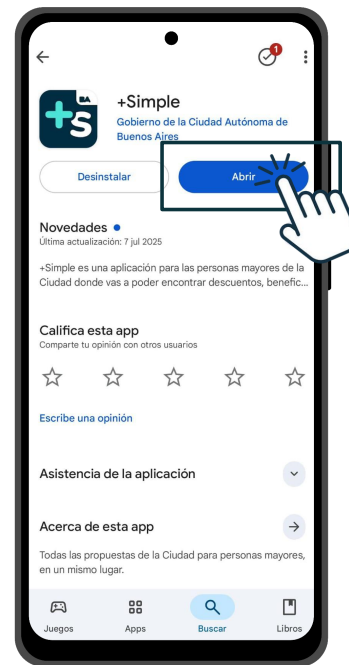 1
BA
+S
+Simple
Gobierno de la Ciudad Autónoma de
Buenos Aires
Desinstalar
Abrir
Novedades
Última actualización: 7 jul 2025
+Simple es una aplicación para las personas mayores de la
Ciudad donde vas a poder encontrar descuentos, benefic...
Califica esta app
Comparte tu opinión con otros usuarios
Escribe una opinión
Asistencia de la aplicación
Acerca de esta app
Todas las propuestas de la Ciudad para personas mayores,
en un mismo lugar.
Juegos Apps Buscar Libros